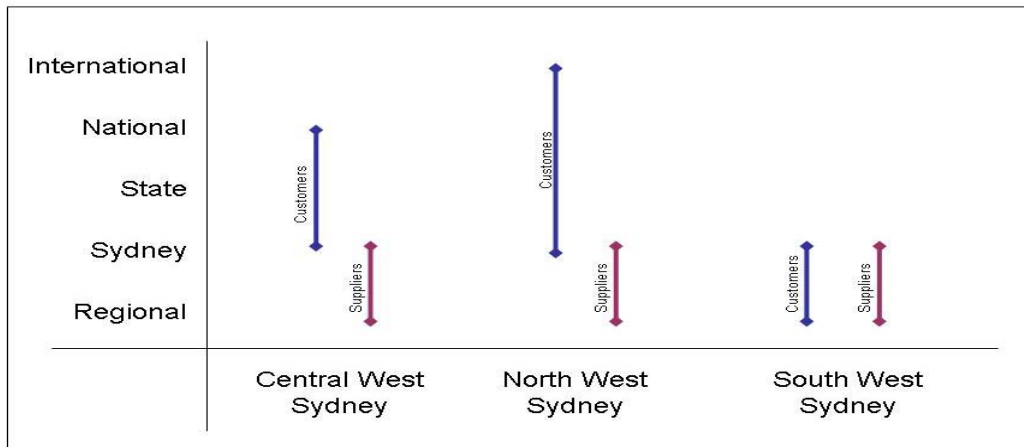 International
National
State
Sydney
Regional
Customers
Suppliers
Customers
Suppliers
Customers
Suppliers
Central West
Sydney
North West
Sydney
South West
Sydney